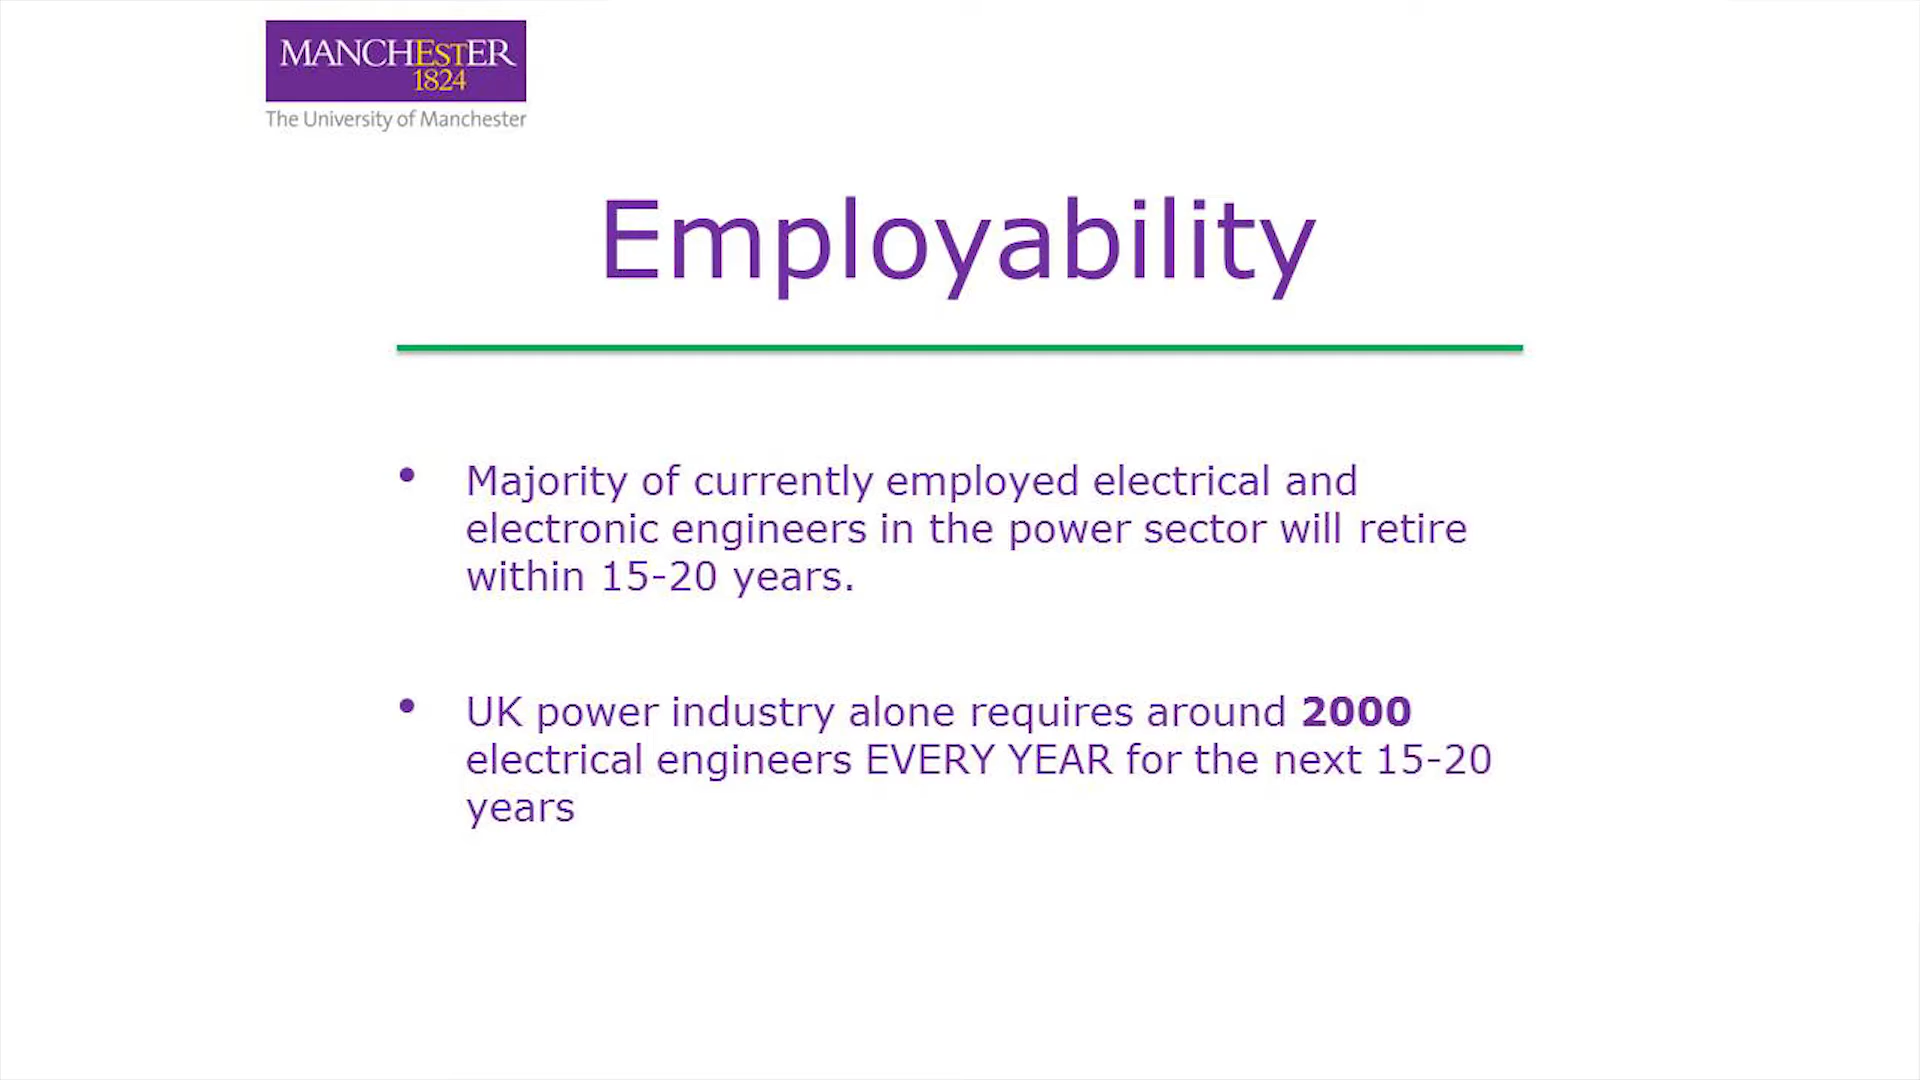 MANCHESTER
1824
The University of Manchester
Employability
• Majority of currently employed electrical and
electronic engineers in the power sector will retire
within 15-20 years.
• UK power industry alone requires around 2000
electrical engineers EVERY YEAR for the next 15-20
years